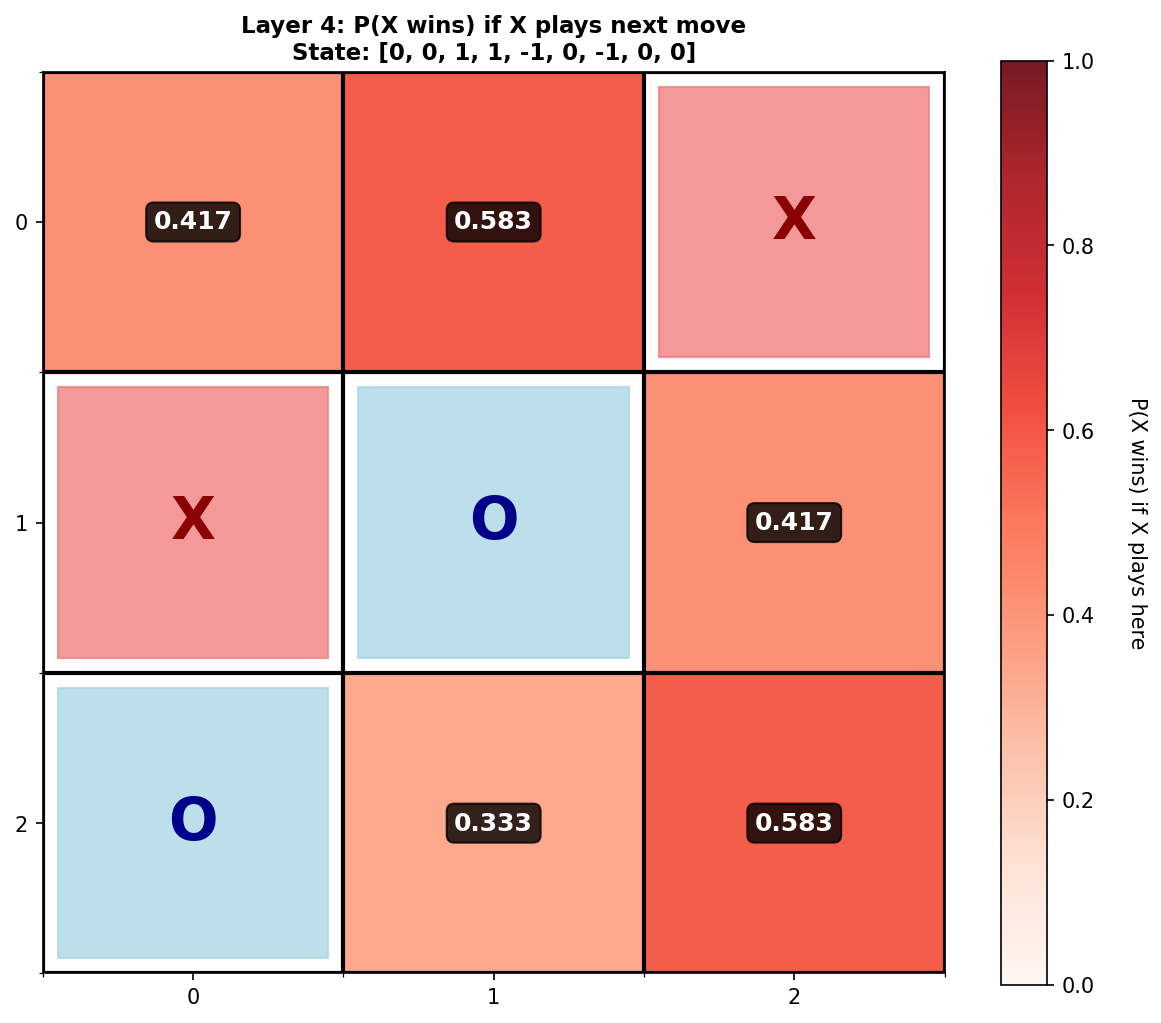 Layer 4: P(X wins) if X plays next move
State: [0, 0, 1, 1, -1, 0, -1, 0, 0]
0
0.417
0.583
X
1
X
O
0.417
2
O
0.333
0.583
0
1
2
1.0
0.8
0.6
0.4
0.2
0.0
P(X wins) if X plays here